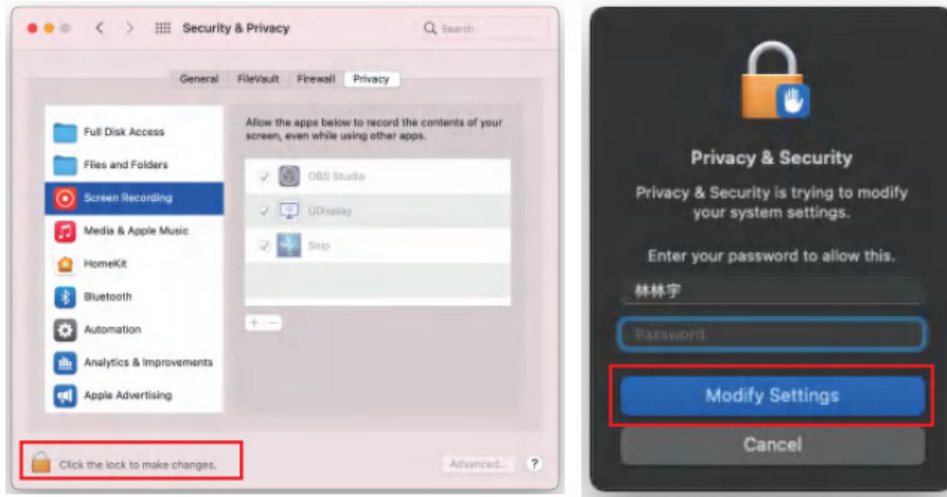 Security & Privacy
Search
General FileVault Firewall Privacy
Full Disk Access
Files and Folders
Screen Recording
Media & Apple Music
HomeKit
Bluetooth
Automation
Analytics & Improvements
Apple Advertising
Allow the apps below to record the contents of your
screen, even while using other apps.
OBS Studio
UDisplay
Snip
+ −
Click the lock to make changes.
Advanced... ?
Privacy & Security
Privacy & Security is trying to modify
your system settings.
Enter your password to allow this.
林林宇
Password
Modify Settings
Cancel